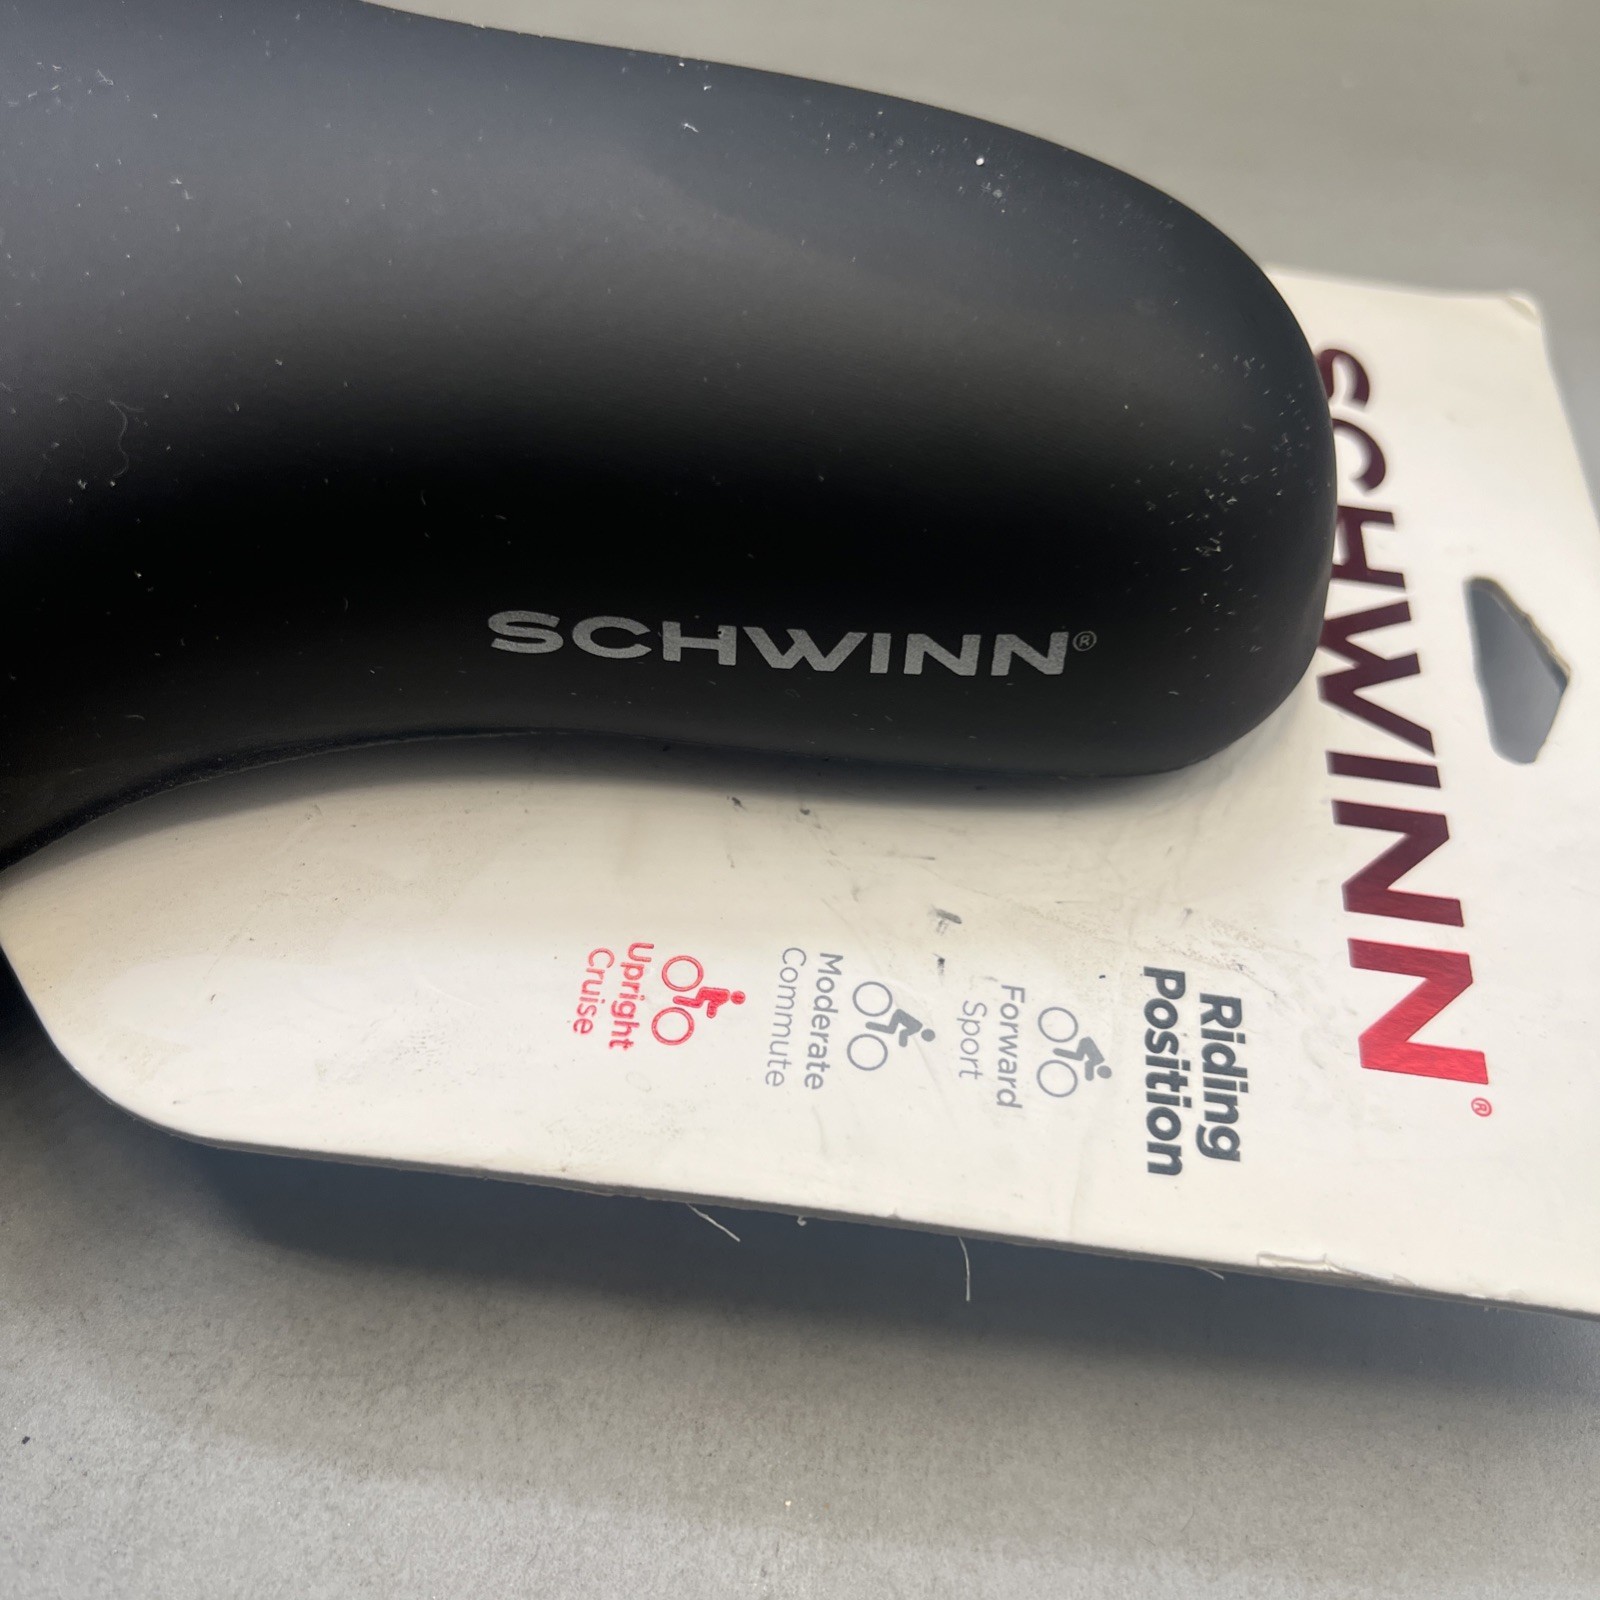 SCHWINN®
SCHWINN®
Riding
Position
Forward
Sport
Moderate
Commute
Upright
Cruise